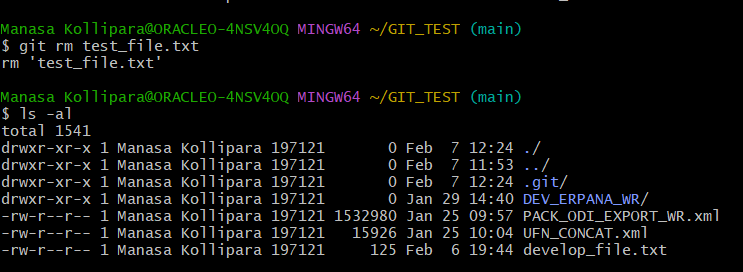 Manasa Kollipara@ORACLEO-4NSV4OQ MINGW64 ~/GIT_TEST (main)
$ git rm test_file.txt
rm 'test_file.txt'
Manasa Kollipara@ORACLEO-4NSV4OQ MINGW64 ~/GIT_TEST (main)
$ ls -al
total 1541
drwxr-xr-x 1 Manasa Kollipara 197121       0 Feb  7 12:24 ./
drwxr-xr-x 1 Manasa Kollipara 197121       0 Feb  7 11:53 ../
drwxr-xr-x 1 Manasa Kollipara 197121       0 Feb  7 12:24 .git/
drwxr-xr-x 1 Manasa Kollipara 197121       0 Jan 29 14:40 DEV_ERPANA_WR/
-rw-r--r-- 1 Manasa Kollipara 197121 1532980 Jan 25 09:57 PACK_ODI_EXPORT_WR.xml
-rw-r--r-- 1 Manasa Kollipara 197121   15926 Jan 25 10:04 UFN_CONCAT.xml
-rw-r--r-- 1 Manasa Kollipara 197121     125 Feb  6 19:44 develop_file.txt